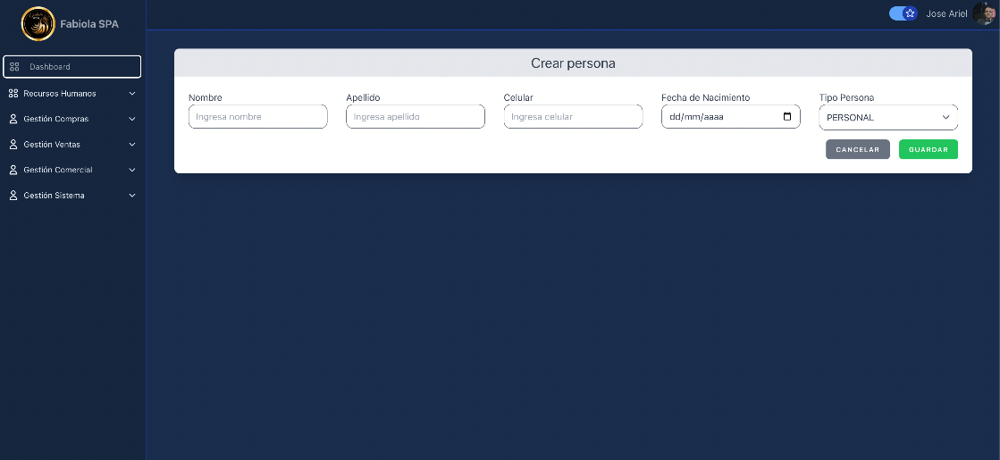 Fabiola SPA
Jose Ariel
Dashboard
Recursos Humanos
Gestión Compras
Gestión Ventas
Gestión Comercial
Gestión Sistema
Crear persona
Nombre
Ingresa nombre
Apellido
Ingresa apellido
Celular
Ingresa celular
Fecha de Nacimiento
dd/mm/aaaa
Tipo Persona
PERSONAL
CANCELAR
GUARDAR